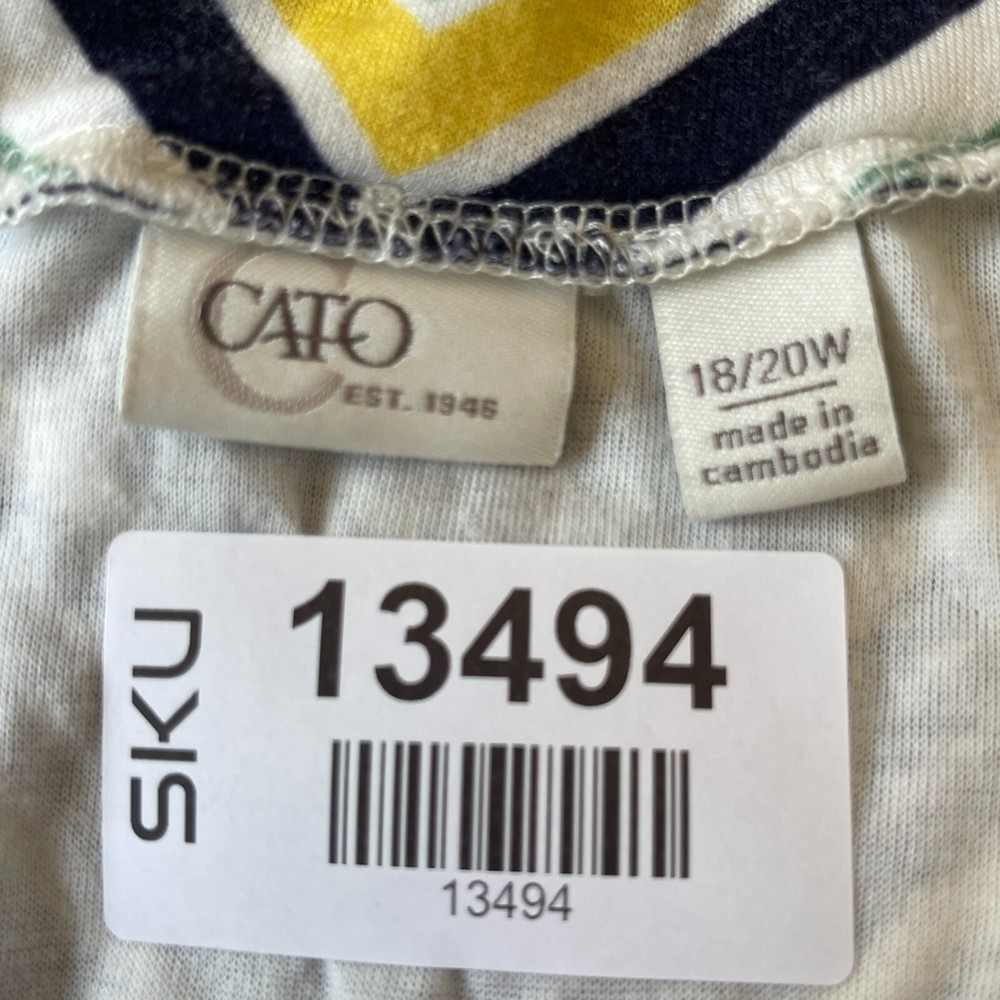 CATO
EST. 1946
18/20W
made in
cambodia
SKU
13494
13494